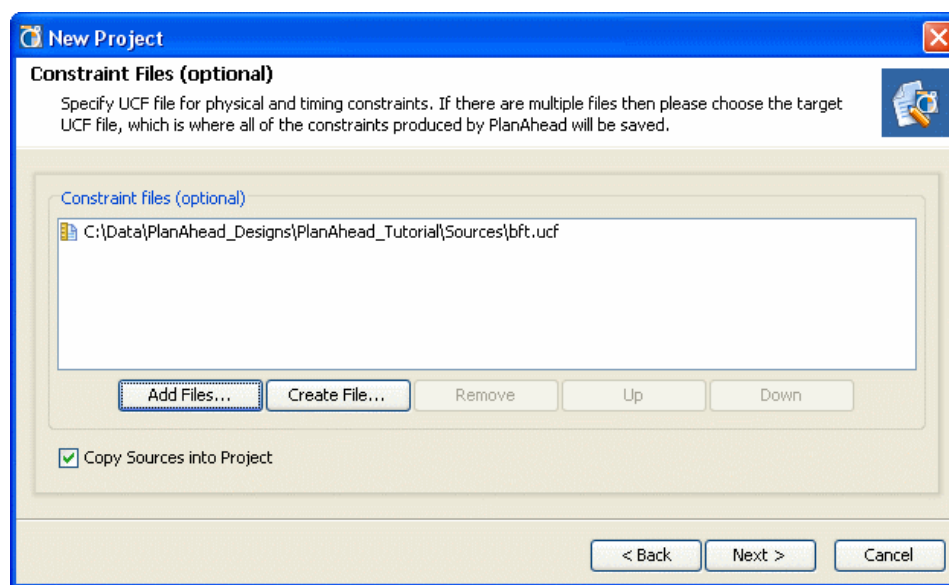 New Project
Constraint Files (optional)
Specify UCF file for physical and timing constraints. If there are multiple files then please choose the target
UCF file, which is where all of the constraints produced by PlanAhead will be saved.
Constraint files (optional)
C:\Data\PlanAhead_Designs\PlanAhead_Tutorial\Sources\bft.ucf
Add Files... Create File... Remove Up Down
Copy Sources into Project
< Back Next > Cancel